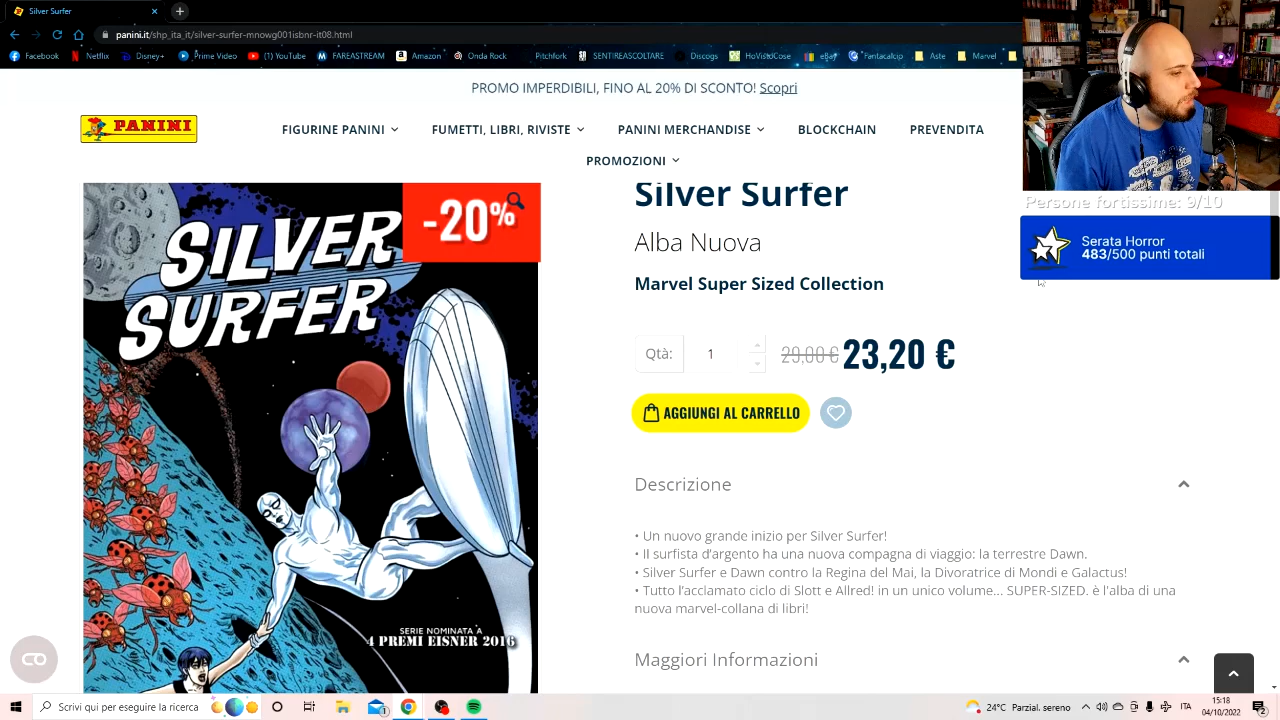 Silver Surfer
panini.it/shp_ita_it/silver-surfer-mnowg001isbnr-it08.html
Facebook
Netflix
Disney+
Prime Video
(1) YouTube
FAREASTREAM
Amazon
Onda Rock
Pitchfork
SENTIREASCOLTARE
Discogs
HoVistoCose
eBay
Fantacalcio
Aste
Marvel
PROMO IMPERDIBILI, FINO AL 20% DI SCONTO! Scopri
PANINI
FIGURINE PANINI
FUMETTI, LIBRI, RIVISTE
PANINI MERCHANDISE
BLOCKCHAIN
PREVENDITA
PROMOZIONI
Persone fortissime: 9/10
Serata Horror
483/500 punti totali
-20%
SILVER
SURFER
SERIE NOMINATA A
4 PREMI EISNER 2016
Silver Surfer
Alba Nuova
Marvel Super Sized Collection
Qtà: 1 29,00 € 23,20 €
AGGIUNGI AL CARRELLO
Descrizione
• Un nuovo grande inizio per Silver Surfer!
• Il surfista d'argento ha una nuova compagna di viaggio: la terrestre Dawn.
• Silver Surfer e Dawn contro la Regina del Mai, la Divoratrice di Mondi e Galactus!
• Tutto l'acclamato ciclo di Slott e Allred! in un unico volume... SUPER-SIZED. è l'alba di una
nuova marvel-collana di libri!
Maggiori Informazioni
Scrivi qui per eseguire la ricerca
1
24°C Parzial. sereno
ITA
15:18
04/10/2022
2